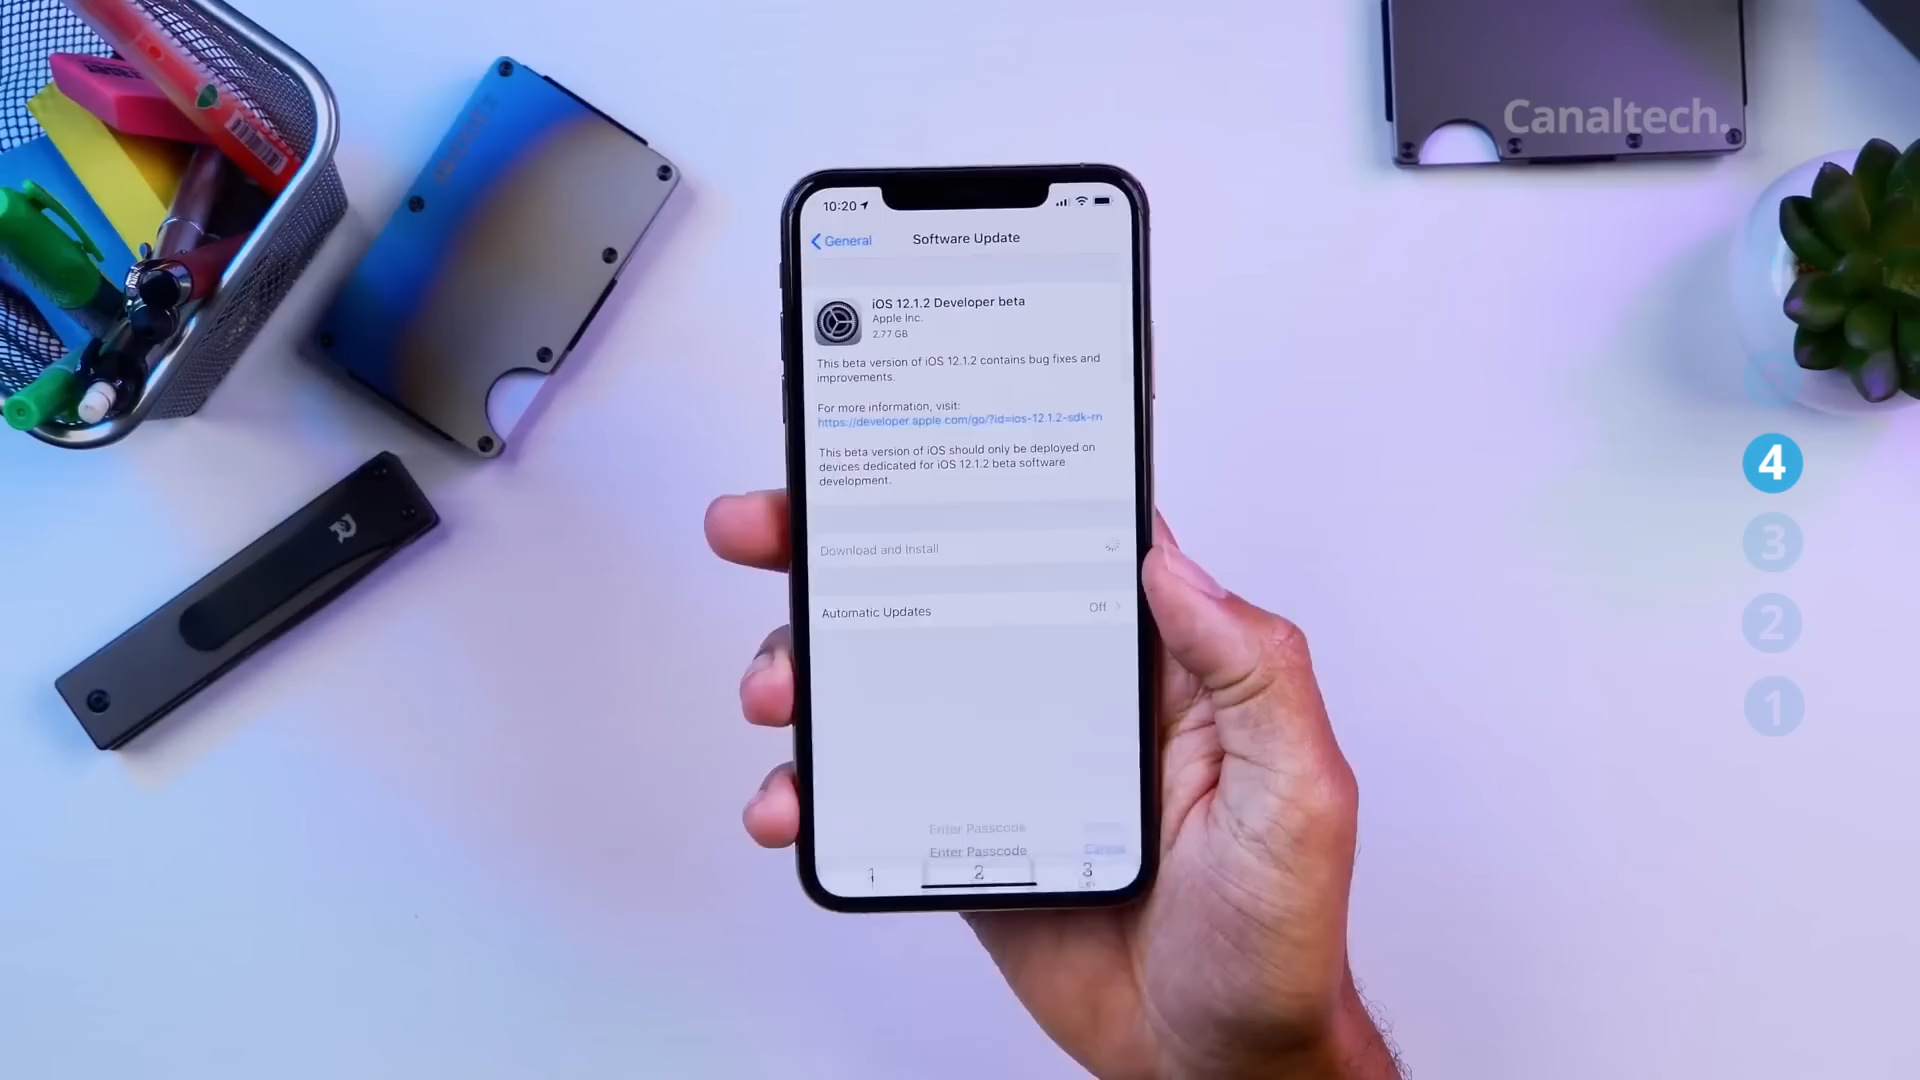 Canaltech.
10:20
General
Software Update
iOS 12.1.2 Developer beta
Apple Inc.
2.77 GB
This beta version of iOS 12.1.2 contains bug fixes and
improvements.
For more information, visit:
https://developer.apple.com/go/?id=ios-12.1.2-sdk-rn
This beta version of iOS should only be deployed on
devices dedicated for iOS 12.1.2 beta software
development.
Download and Install
Automatic Updates
Off
Enter Passcode
Enter Passcode
Cancel
1
2
3
4
3
2
1